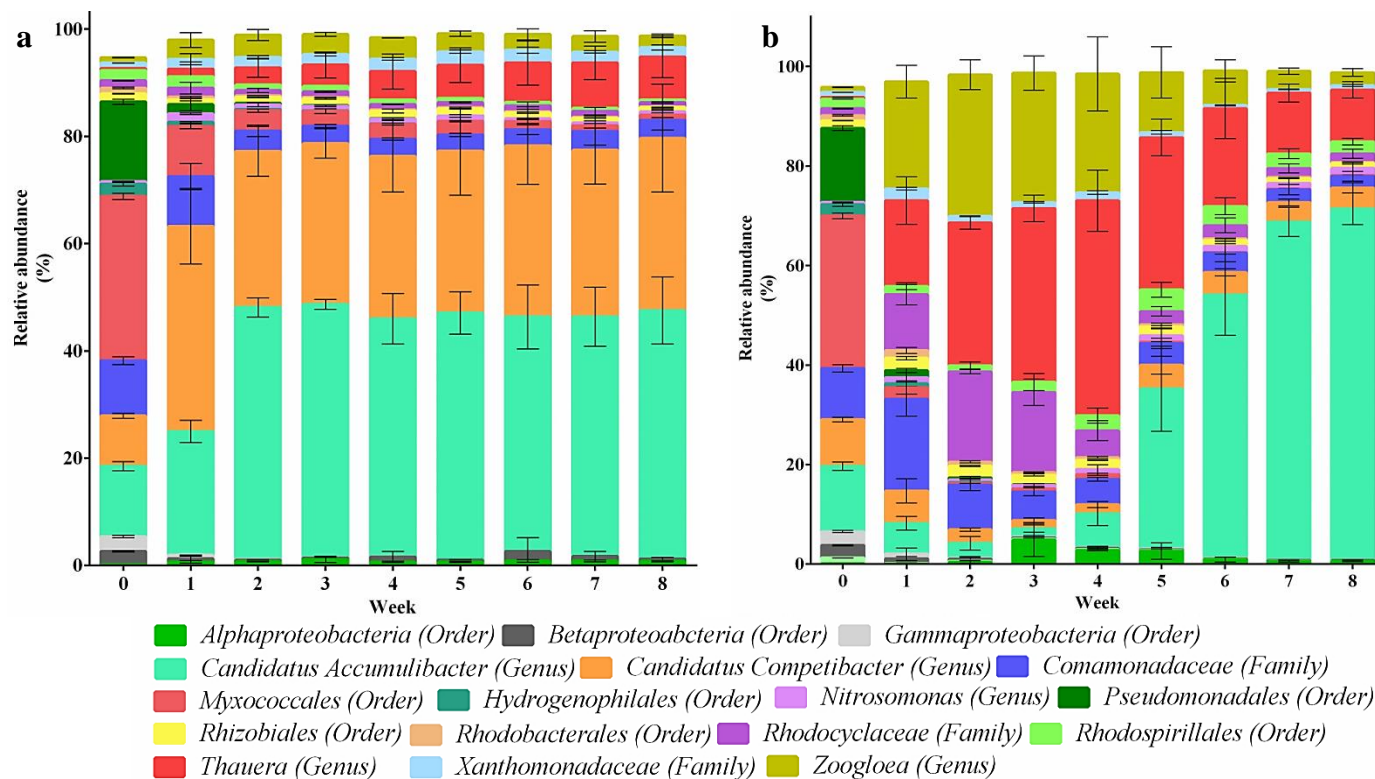 a
100
80
60
40
20
0
Relative abundance
(%)
0 1 2 3 4 5 6 7 8
Week
b
100
80
60
40
20
0
Relative abundance
(%)
0 1 2 3 4 5 6 7 8
Week
Alphaproteobacteria (Order) Betaproteoabcteria (Order) Gammaproteobacteria (Order)
Candidatus Accumulibacter (Genus) Candidatus Competibacter (Genus) Comamonadaceae (Family)
Myxococcales (Order) Hydrogenophilales (Order) Nitrosomonas (Genus) Pseudomonadales (Order)
Rhizobiales (Order) Rhodobacterales (Order) Rhodocyclaceae (Family) Rhodospirillales (Order)
Thauera (Genus) Xanthomonadaceae (Family) Zoogloea (Genus)